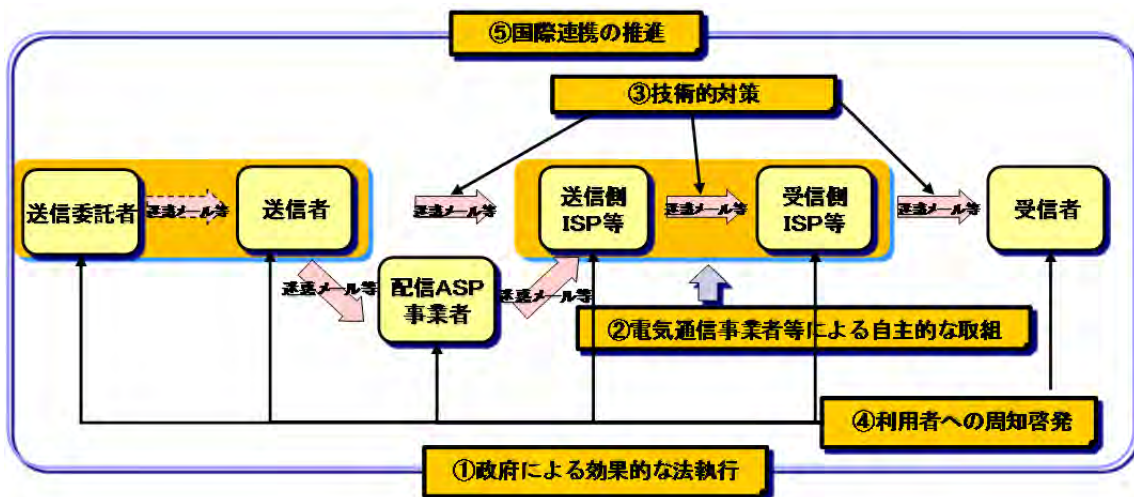 ⑤国際連携の推進
③技術的対策
送信委託者
迷惑メール等
送信者
迷惑メール等
送信側
ISP等
迷惑メール等
受信側
ISP等
迷惑メール等
受信者
迷惑メール等
配信ASP
事業者
迷惑メール等
②電気通信事業者等による自主的な取組
④利用者への周知啓発
①政府による効果的な法執行